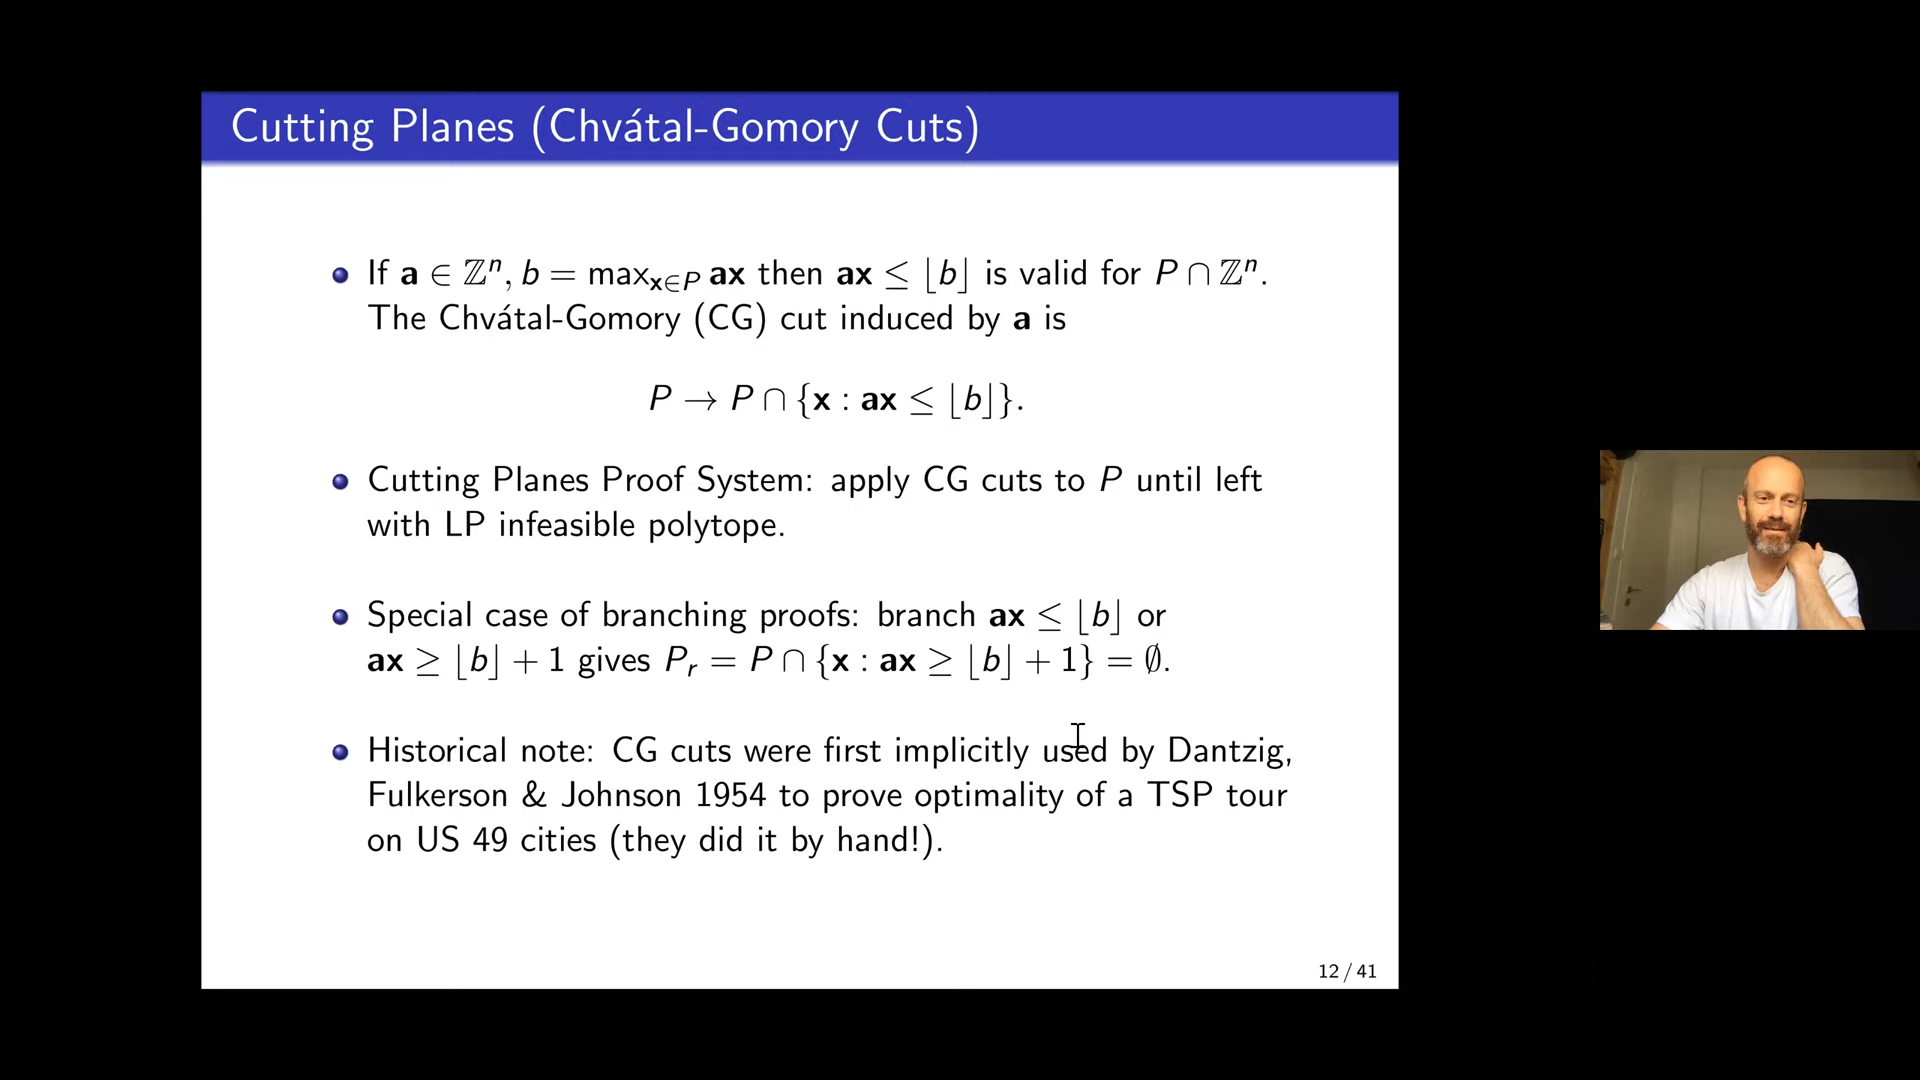 Cutting Planes (Chvátal-Gomory Cuts)
If a ∈ ℤⁿ, b = maxₓ∈P ax then ax ≤ ⌊b⌋ is valid for P ∩ ℤⁿ.
The Chvátal-Gomory (CG) cut induced by a is
P → P ∩ {x : ax ≤ ⌊b⌋}.
Cutting Planes Proof System: apply CG cuts to P until left
with LP infeasible polytope.
Special case of branching proofs: branch ax ≤ ⌊b⌋ or
ax ≥ ⌊b⌋ + 1 gives Pᵣ = P ∩ {x : ax ≥ ⌊b⌋ + 1} = ∅.
Historical note: CG cuts were first implicitly used by Dantzig,
Fulkerson & Johnson 1954 to prove optimality of a TSP tour
on US 49 cities (they did it by hand!).
12 / 41